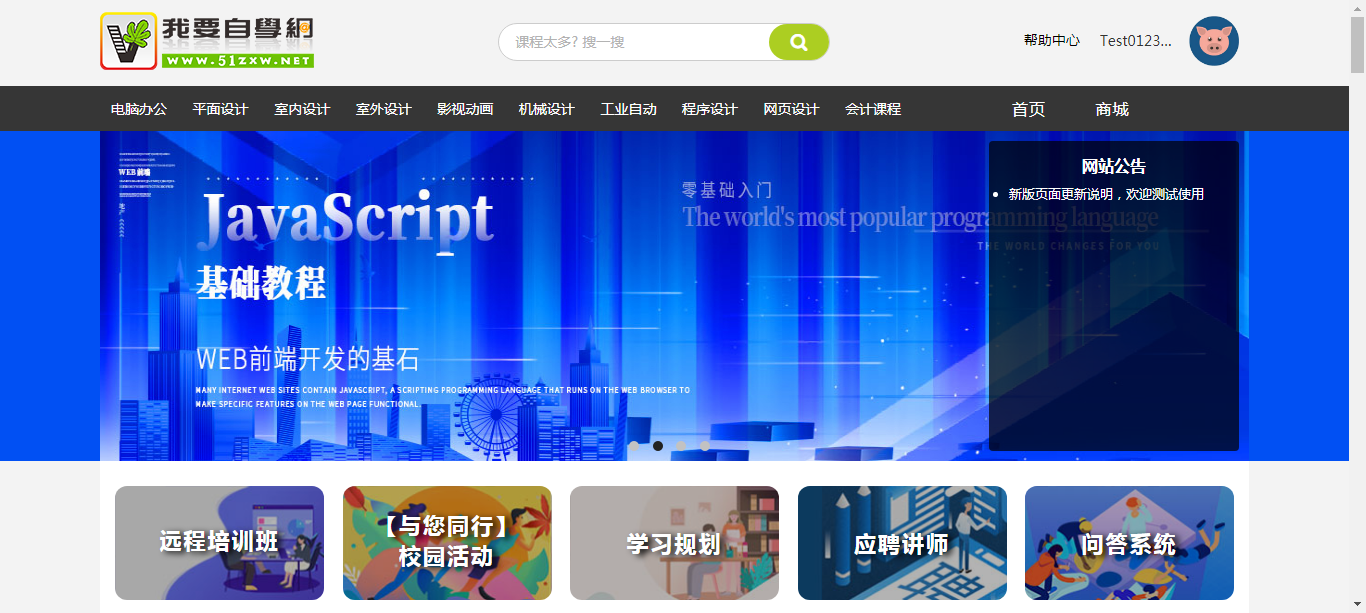 我要自學網
www.51zxw.net
课程太多? 搜一搜
帮助中心
Test0123...
电脑办公
平面设计
室内设计
室外设计
影视动画
机械设计
工业自动
程序设计
网页设计
会计课程
首页
商城
WEB前端
JavaScript
基础教程
WEB前端开发的基石
MANY INTERNET WEB SITES CONTAIN JAVASCRIPT, A SCRIPTING PROGRAMMING LANGUAGE THAT RUNS ON THE WEB BROWSER TO
MAKE SPECIFIC FEATURES ON THE WEB PAGE FUNCTIONAL.
零基础入门
The world's most popular programming language
THE WORLD CHANGES FOR YOU
网站公告
新版页面更新说明，欢迎测试使用
远程培训班
【与您同行】
校园活动
学习规划
应聘讲师
问答系统